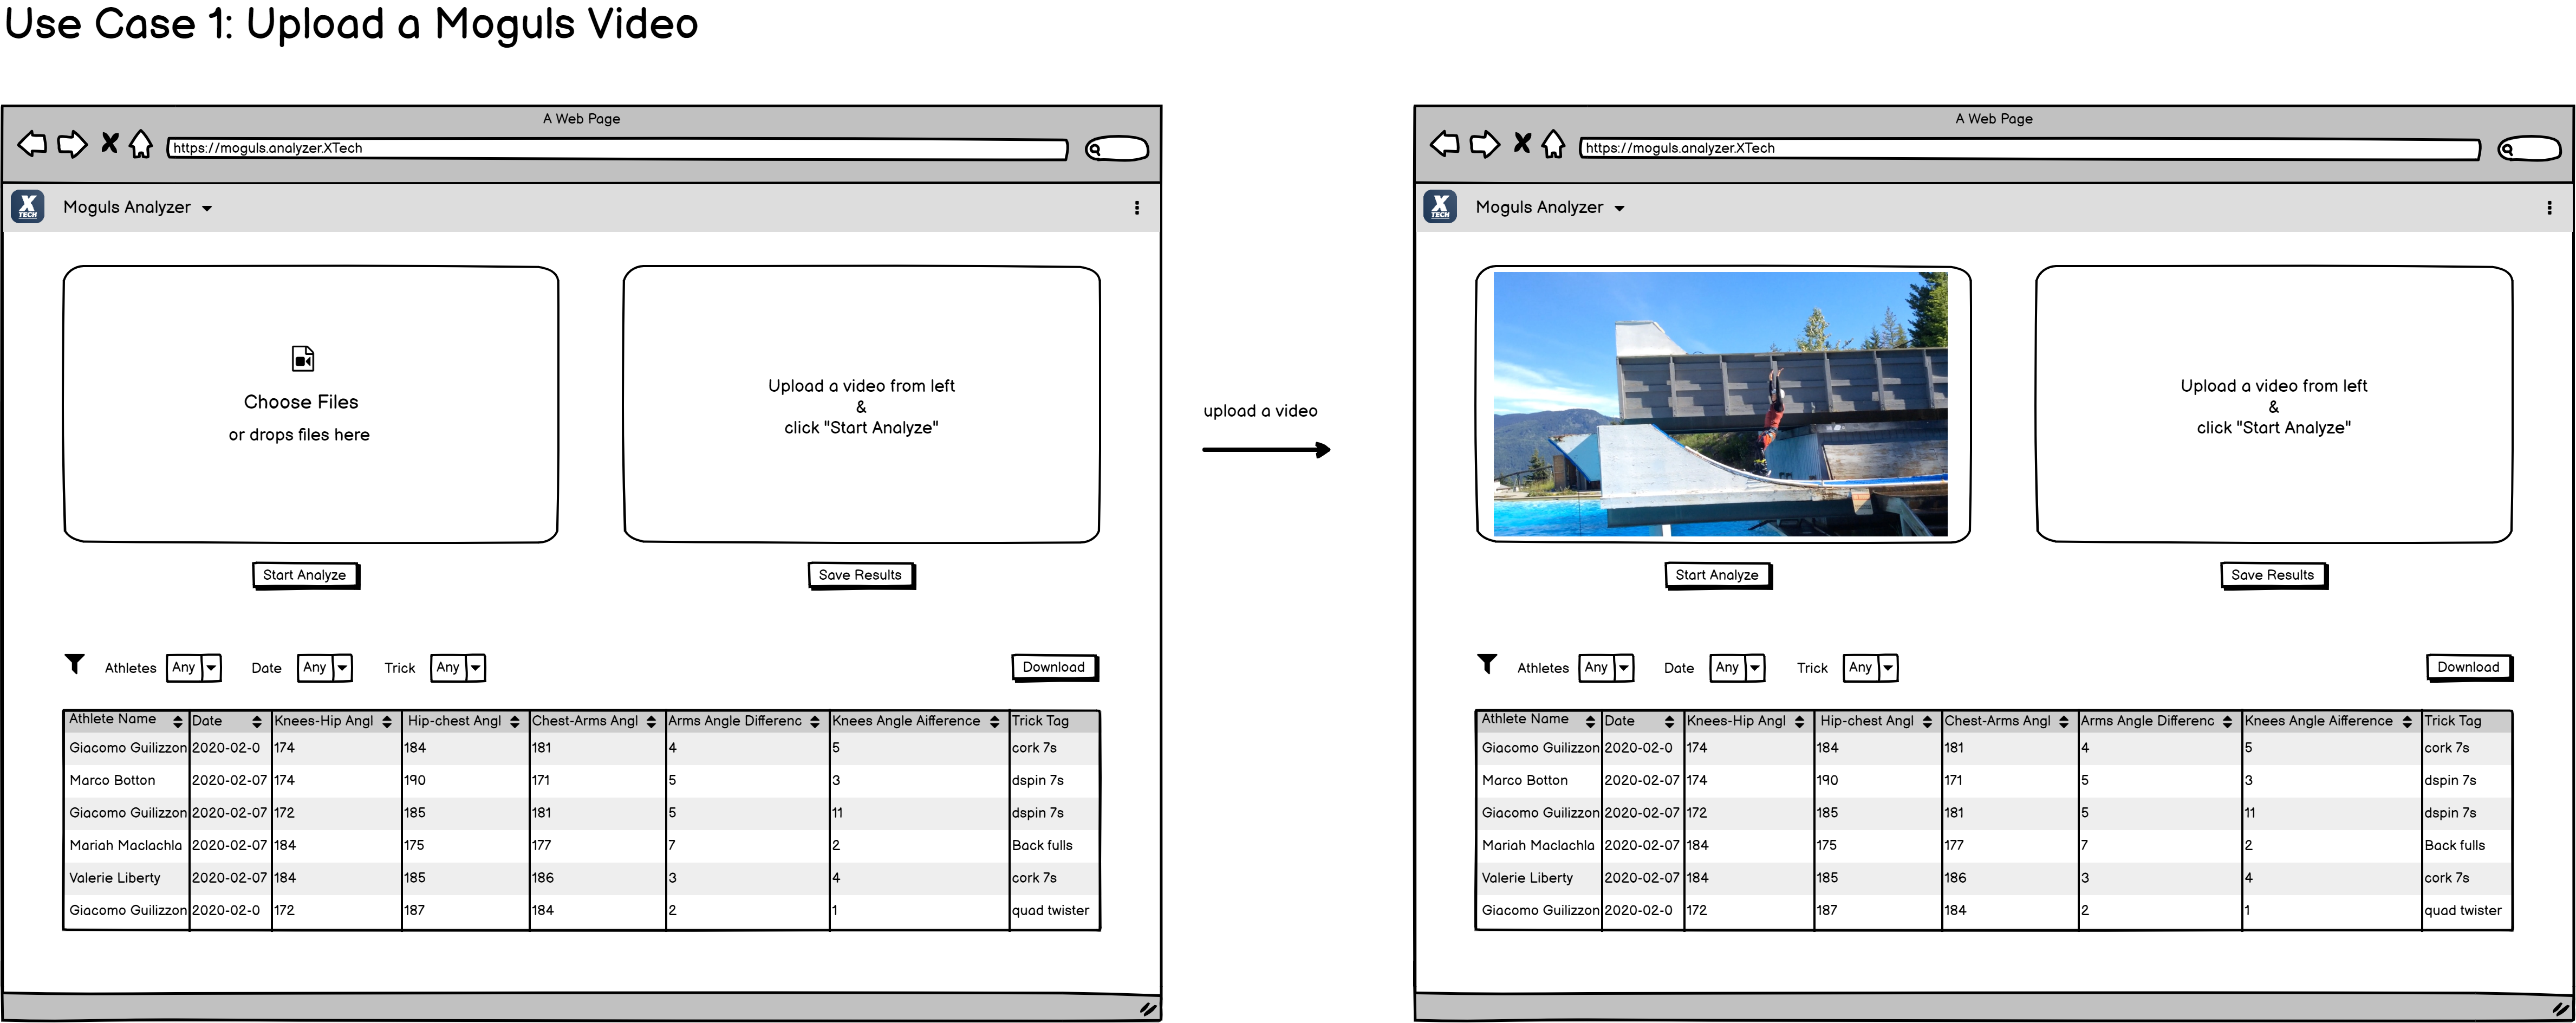 Use Case 1: Upload a Moguls Video
A Web Page
https://moguls.analyzer.XTech
X TECH
Moguls Analyzer
Choose Files
or drops files here
Upload a video from left
&
click "Start Analyze"
Start Analyze
Save Results
Athletes Any Date Any Trick Any Download
Athlete Name Date Knees-Hip Angl Hip-chest Angl Chest-Arms Angl Arms Angle Differenc Knees Angle Aifference Trick Tag
Giacomo Guilizzon 2020-02-0 174 184 181 4 5 cork 7s
Marco Botton 2020-02-07 174 190 171 5 3 dspin 7s
Giacomo Guilizzon 2020-02-07 172 185 181 5 11 dspin 7s
Mariah Maclachla 2020-02-07 184 175 177 7 2 Back fulls
Valerie Liberty 2020-02-07 184 185 186 3 4 cork 7s
Giacomo Guilizzon 2020-02-0 172 187 184 2 1 quad twister
upload a video
A Web Page
https://moguls.analyzer.XTech
X TECH
Moguls Analyzer
Upload a video from left
&
click "Start Analyze"
Start Analyze
Save Results
Athletes Any Date Any Trick Any Download
Athlete Name Date Knees-Hip Angl Hip-chest Angl Chest-Arms Angl Arms Angle Differenc Knees Angle Aifference Trick Tag
Giacomo Guilizzon 2020-02-0 174 184 181 4 5 cork 7s
Marco Botton 2020-02-07 174 190 171 5 3 dspin 7s
Giacomo Guilizzon 2020-02-07 172 185 181 5 11 dspin 7s
Mariah Maclachla 2020-02-07 184 175 177 7 2 Back fulls
Valerie Liberty 2020-02-07 184 185 186 3 4 cork 7s
Giacomo Guilizzon 2020-02-0 172 187 184 2 1 quad twister